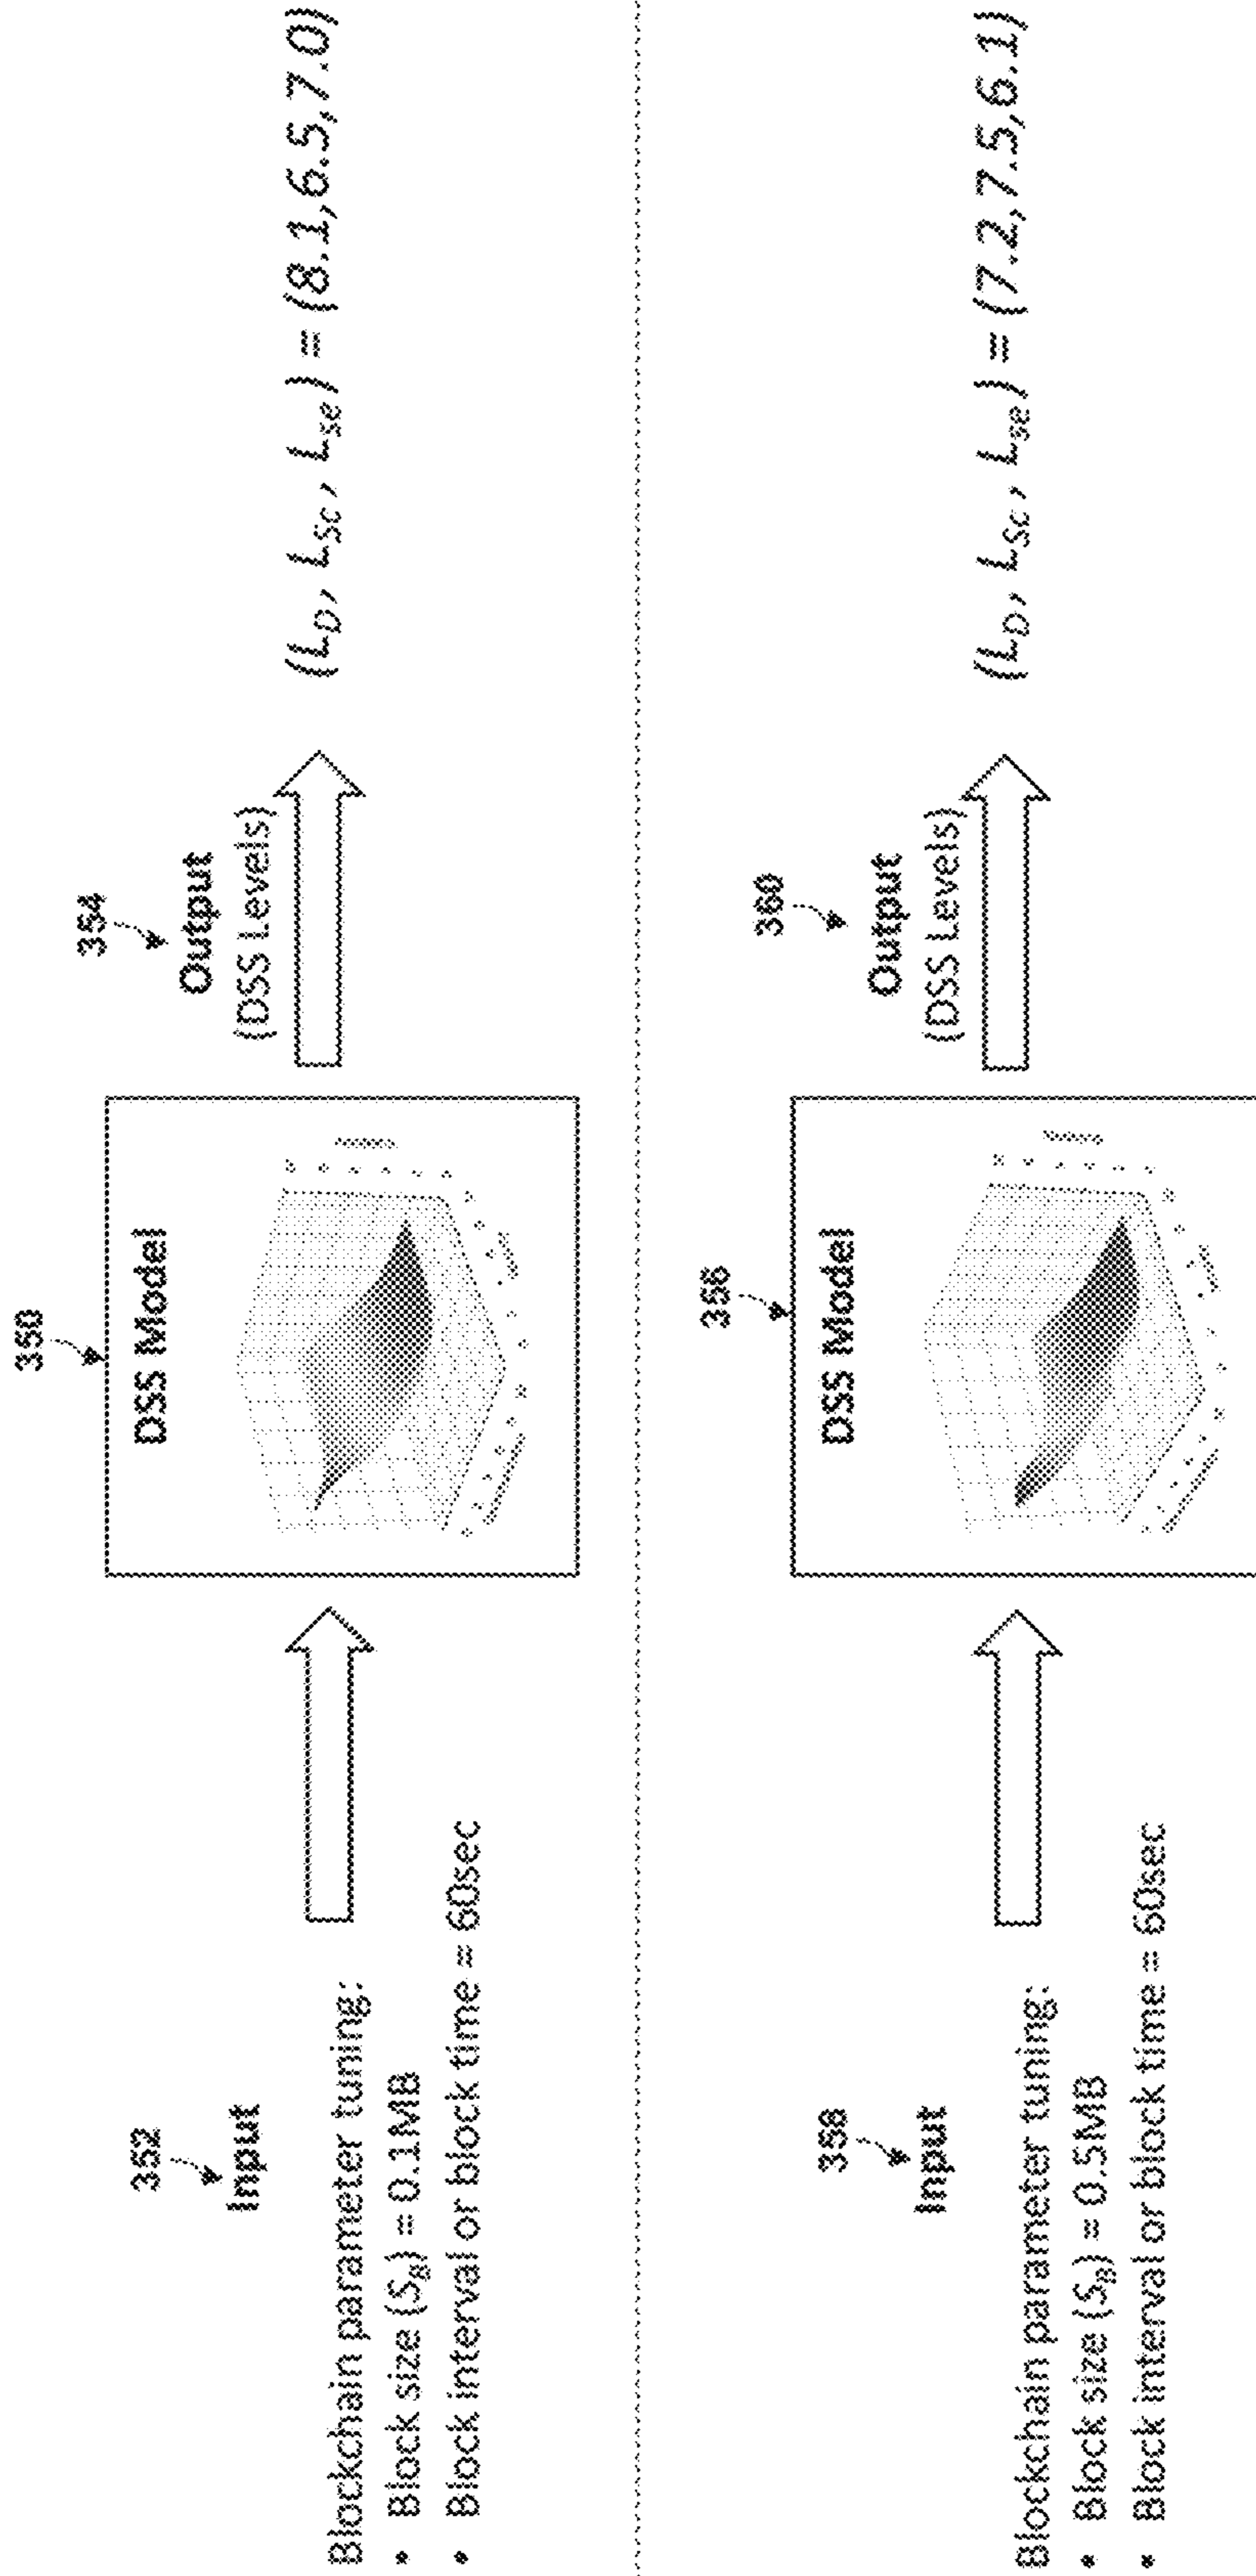 352
Input
Blockchain parameter tuning:
• Block size (S_B) = 0.1MB
• Block interval or block time = 60sec
350
DSS Model
354
Output
(DSS Levels)
(L_D, L_Sc, L_se) = (8.1,6.5,7.0)
358
Input
Blockchain parameter tuning:
• Block size (S_B) = 0.5MB
• Block interval or block time = 60sec
356
DSS Model
360
Output
(DSS Levels)
(L_D, L_Sc, L_se) = (7.2,7.5,6.1)